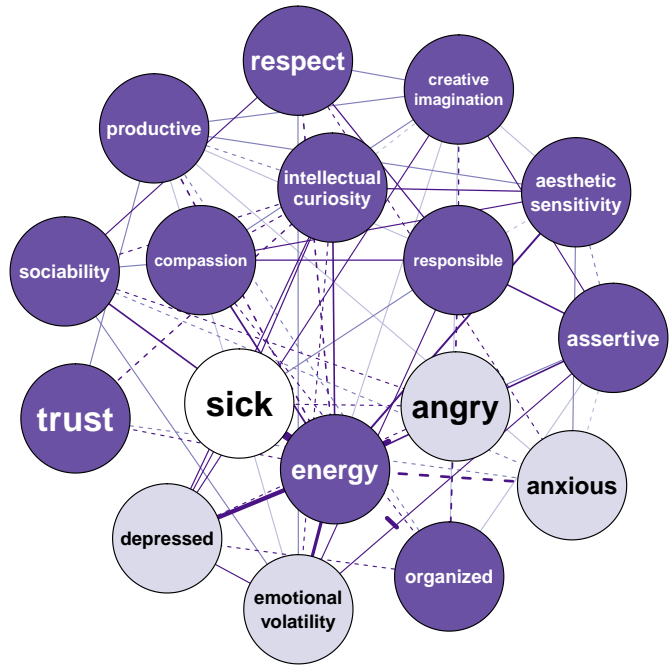 respect
creative
imagination
productive
intellectual
curiosity
aesthetic
sensitivity
sociability
compassion
responsible
assertive
trust
sick
angry
energy
anxious
depressed
organized
emotional
volatility